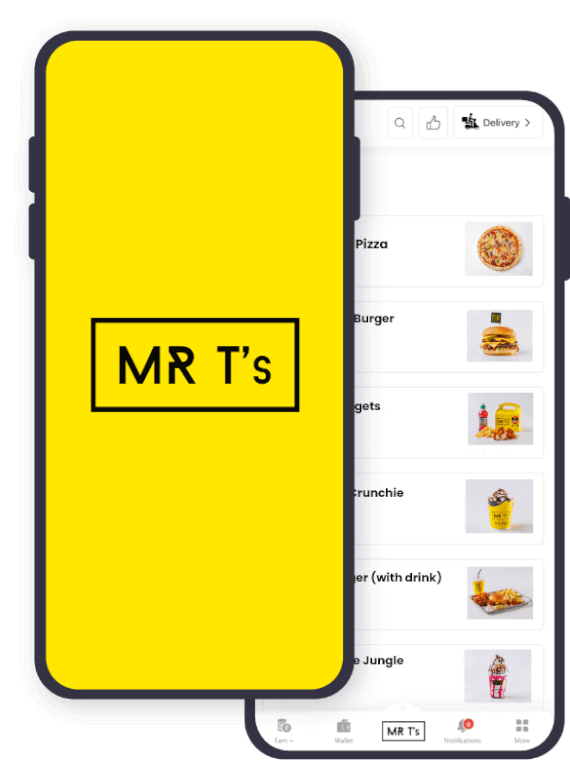 MR T's
Delivery
Pizza
Burger
gets
Crunchie
ger (with drink)
e Jungle
Earn
Wallet
MR T's
Notifications
More